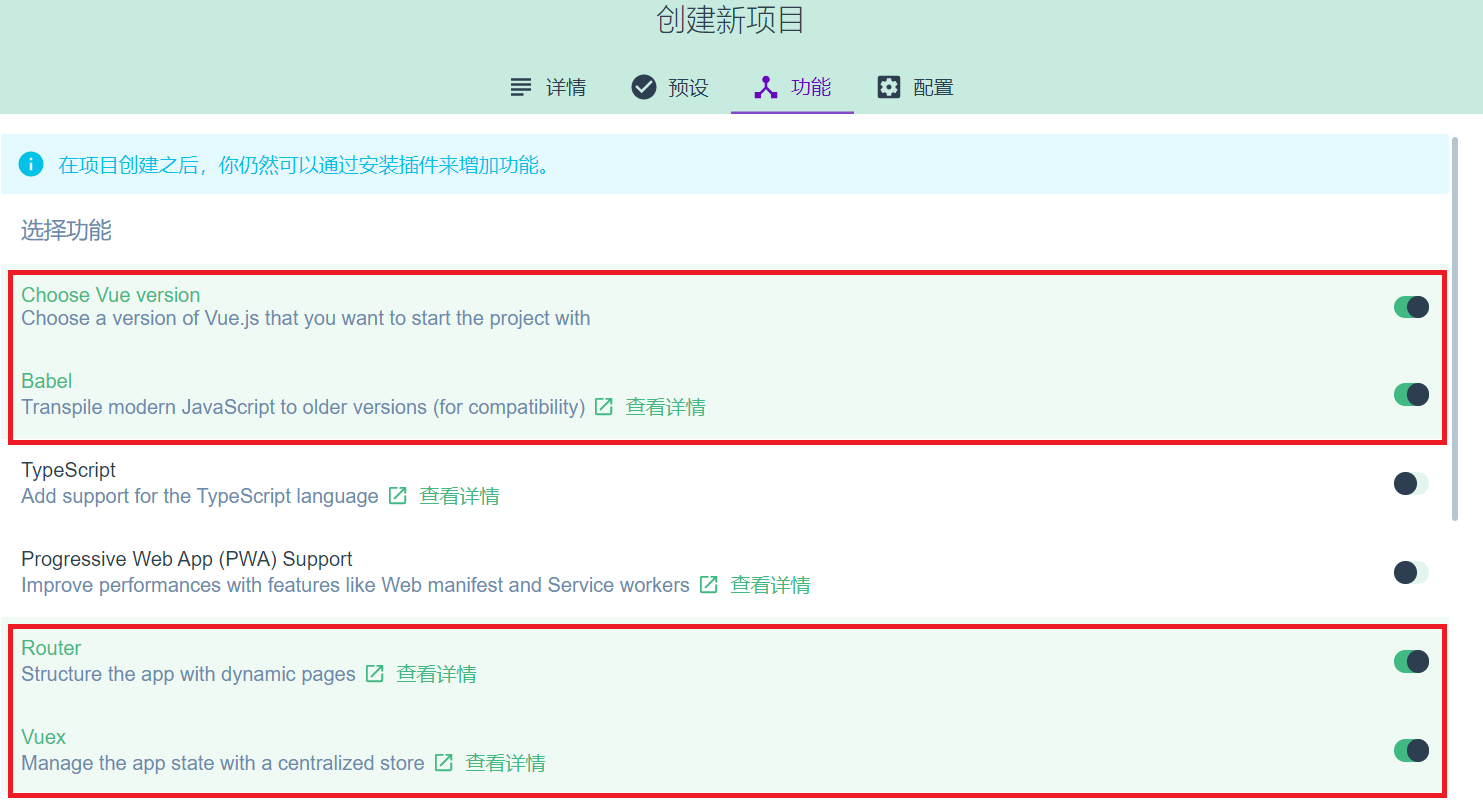 创建新项目
详情 预设 功能 配置
在项目创建之后，你仍然可以通过安装插件来增加功能。
选择功能
Choose Vue version
Choose a version of Vue.js that you want to start the project with
Babel
Transpile modern JavaScript to older versions (for compatibility) 查看详情
TypeScript
Add support for the TypeScript language 查看详情
Progressive Web App (PWA) Support
Improve performances with features like Web manifest and Service workers 查看详情
Router
Structure the app with dynamic pages 查看详情
Vuex
Manage the app state with a centralized store 查看详情